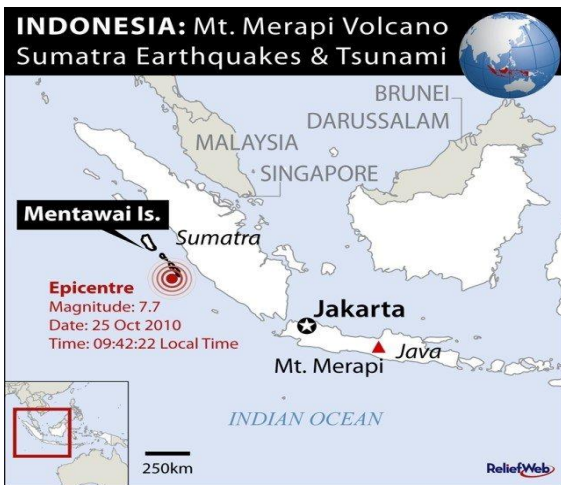 INDONESIA: Mt. Merapi Volcano
Sumatra Earthquakes & Tsunami
BRUNEI
DARUSSALAM
MALAYSIA
SINGAPORE
Mentawai Is.
Sumatra
Epicentre
Magnitude: 7.7
Date: 25 Oct 2010
Time: 09:42:22 Local Time
Jakarta
Java
Mt. Merapi
INDIAN OCEAN
250km
ReliefWeb